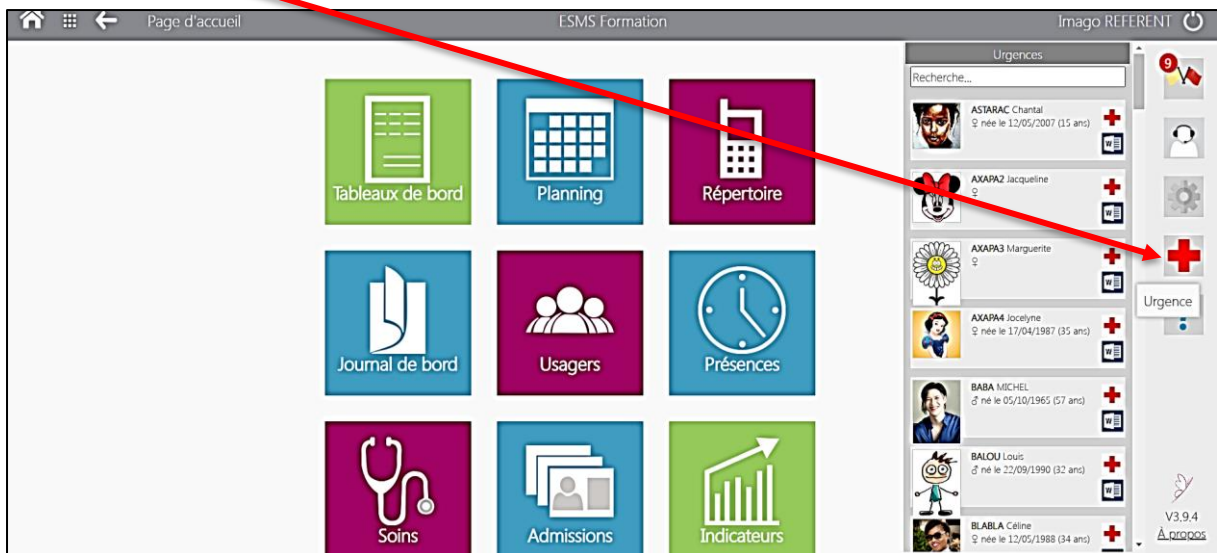 Page d'accueil
ESMS Formation
Imago REFERENT
Tableaux de bord
Planning
Répertoire
Journal de bord
Usagers
Présences
Soins
Admissions
Indicateurs
Urgences
Recherche...
ASTARAC Chantal
♀ née le 12/05/2007 (15 ans)
W
AXAPA2 Jacqueline
♀
W
AXAPA3 Marguerite
♀
W
AXAPA4 Jocelyne
♀ née le 17/04/1987 (35 ans)
W
BABA MICHEL
♂ né le 05/10/1965 (57 ans)
W
BALOU Louis
♂ né le 22/09/1990 (32 ans)
W
BLABLA Céline
♀ née le 12/05/1988 (34 ans)
9
Urgence
V3.9.4
À propos